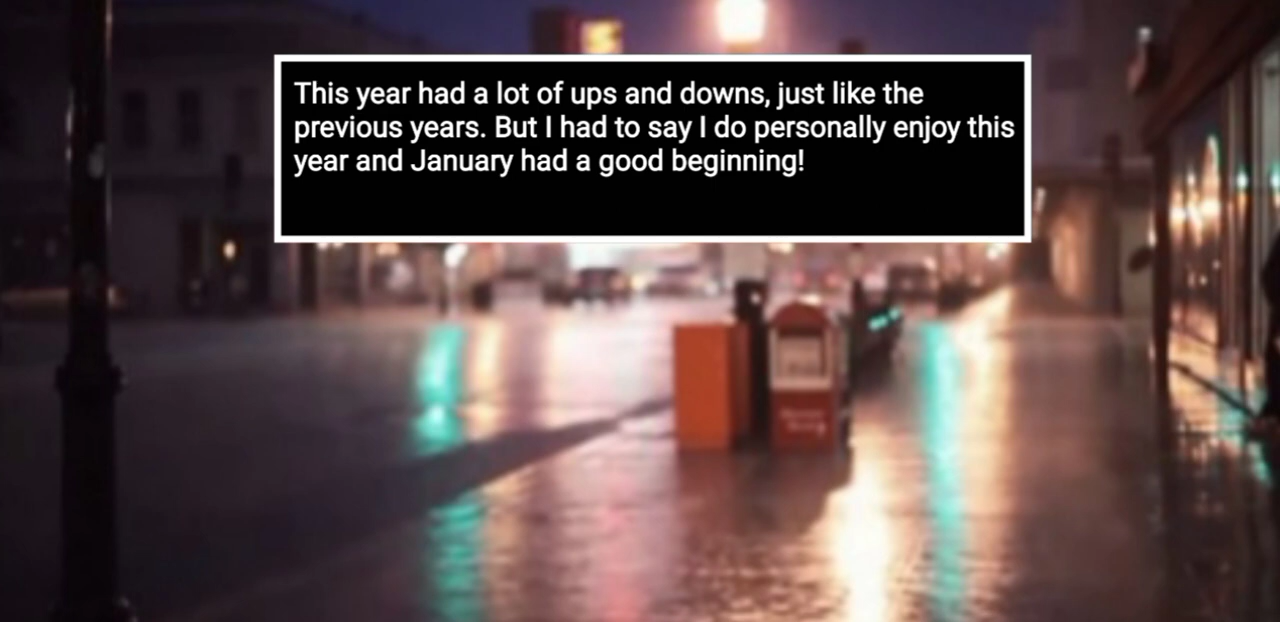 This year had a lot of ups and downs, just like the
previous years. But I had to say I do personally enjoy this
year and January had a good beginning!